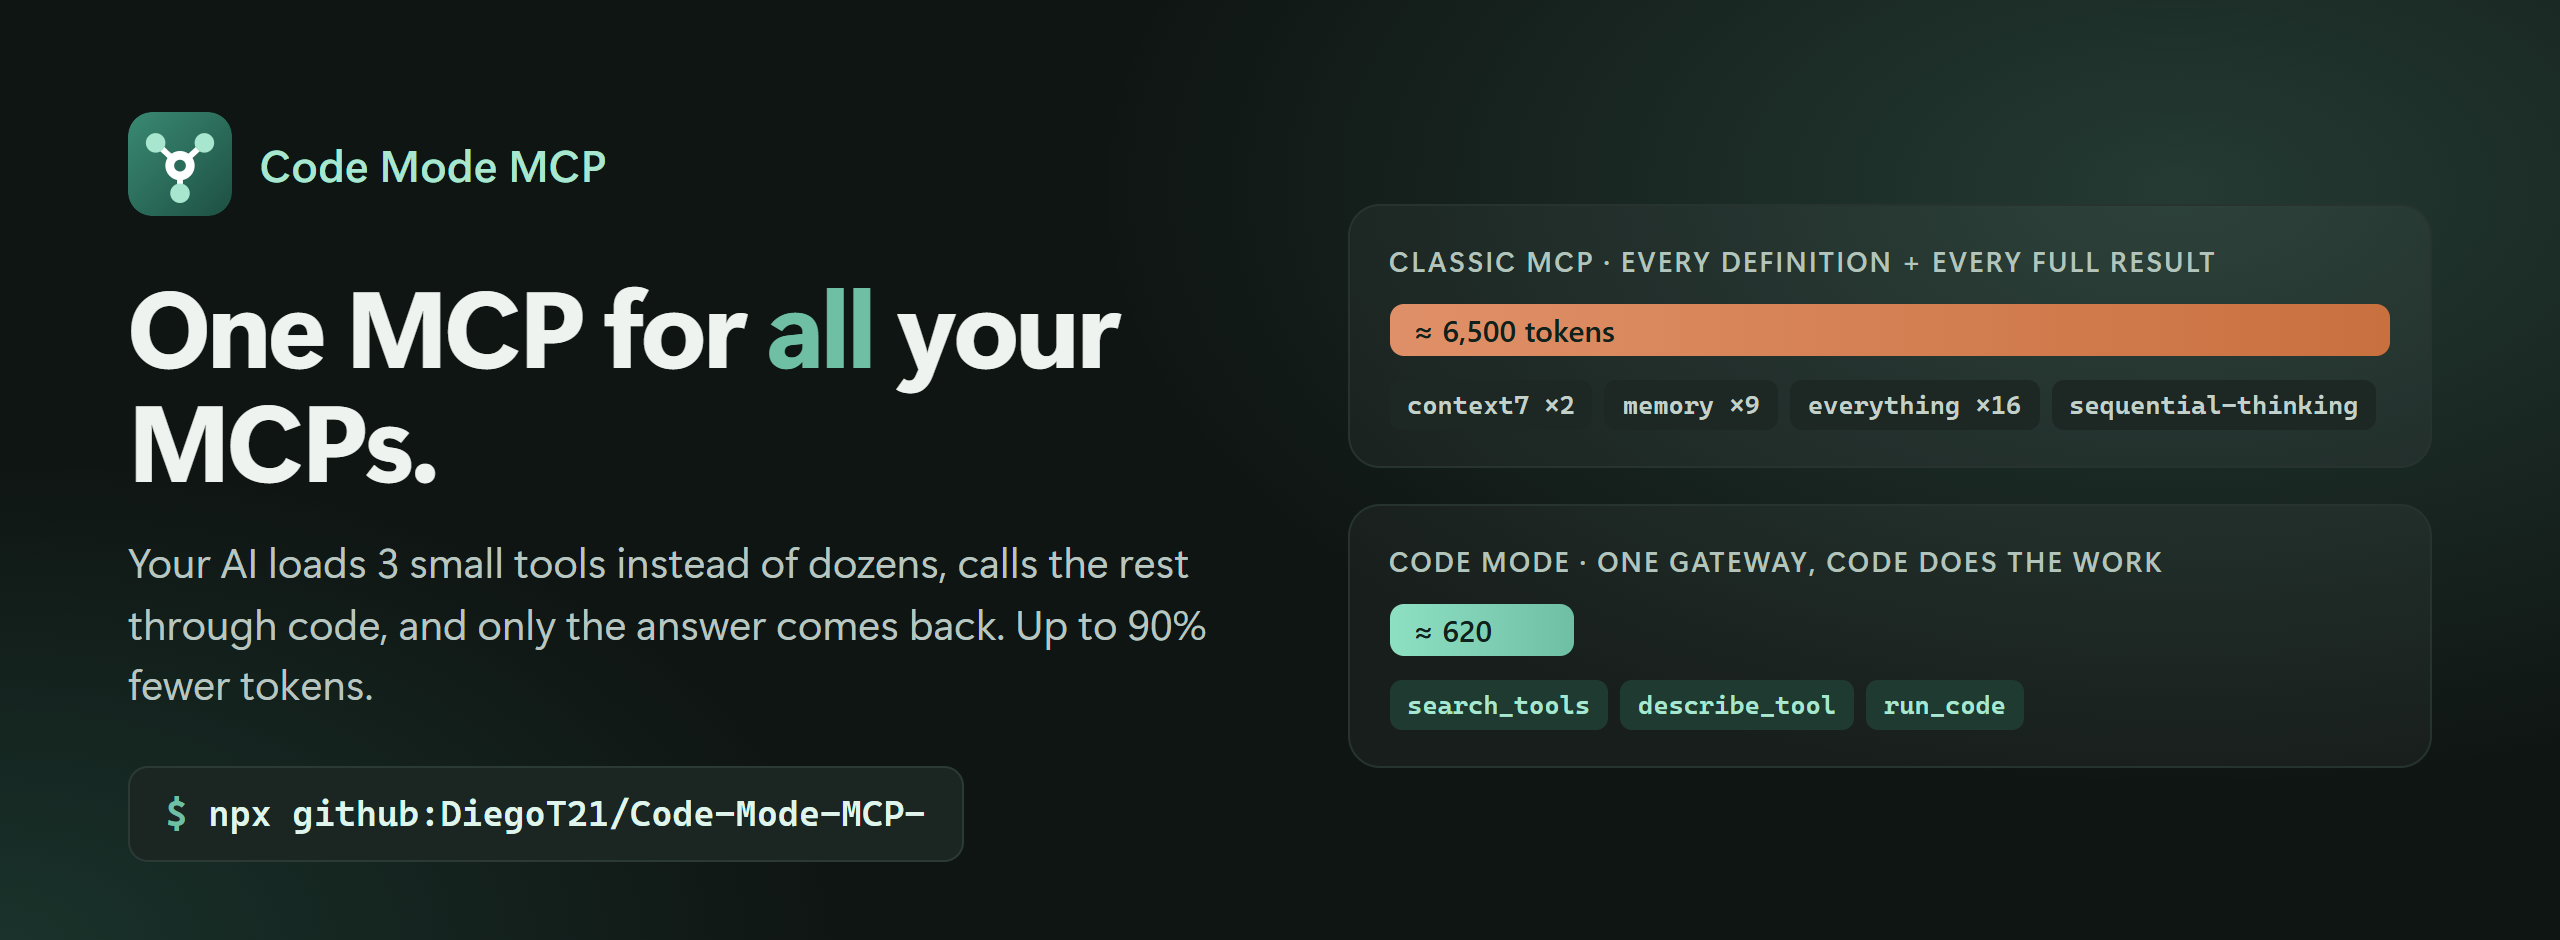 Code Mode MCP
One MCP for all your
MCPs.
Your AI loads 3 small tools instead of dozens, calls the rest
through code, and only the answer comes back. Up to 90%
fewer tokens.
$ npx github:DiegoT21/Code-Mode-MCP-
CLASSIC MCP · EVERY DEFINITION + EVERY FULL RESULT
≈ 6,500 tokens
context7 ×2 memory ×9 everything ×16 sequential-thinking
CODE MODE · ONE GATEWAY, CODE DOES THE WORK
≈ 620
search_tools describe_tool run_code